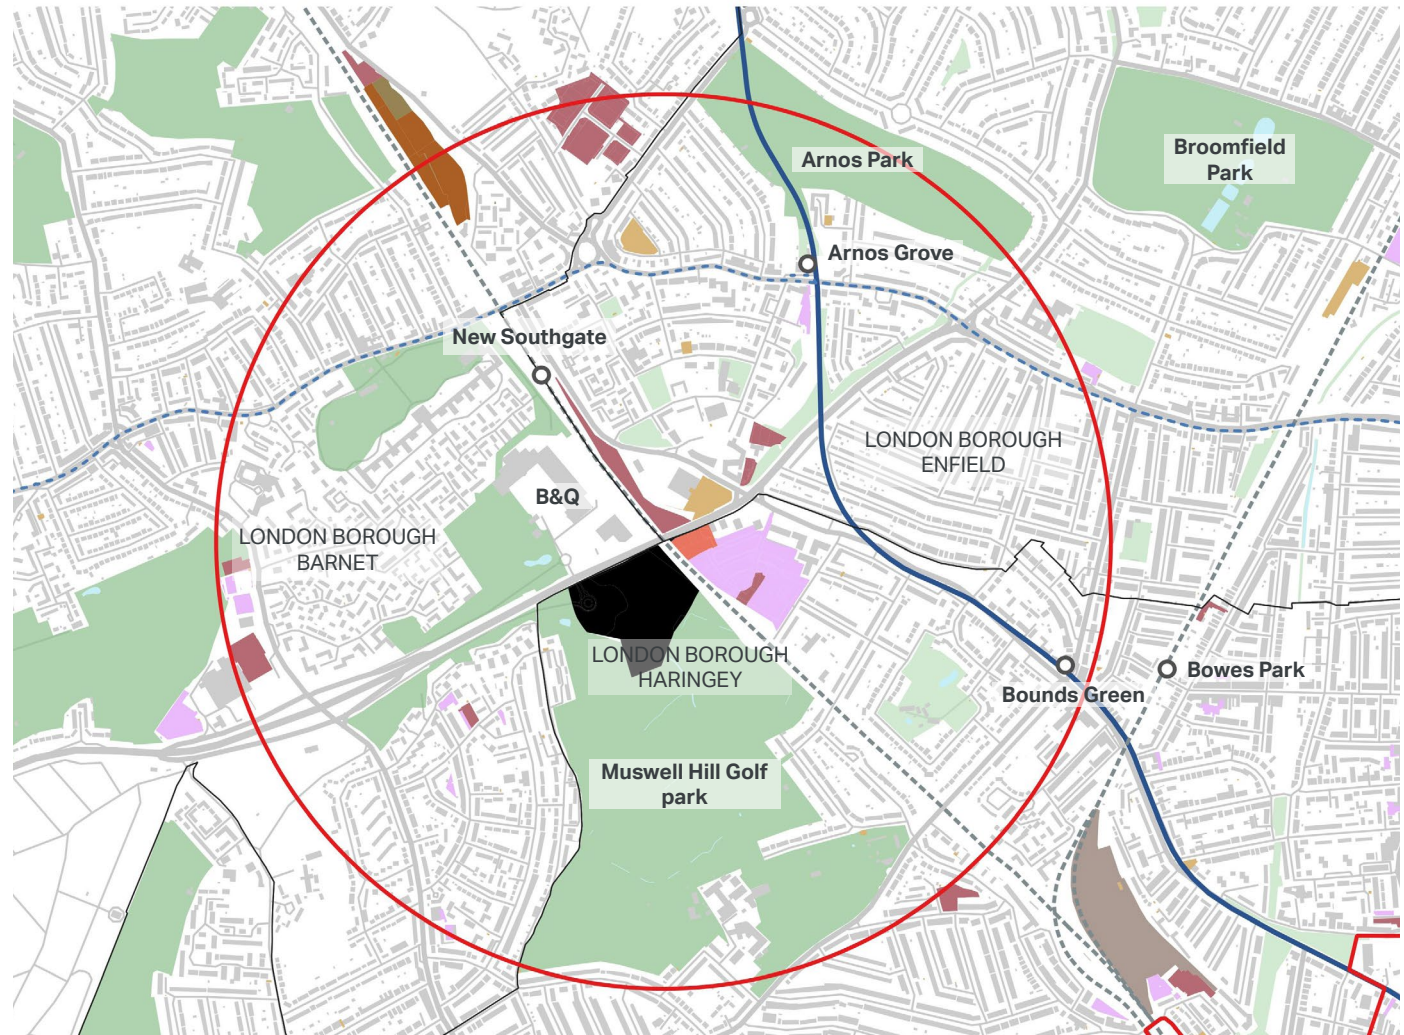 Broomfield
Park
Arnos Park
Arnos Grove
New Southgate
LONDON BOROUGH
ENFIELD
B&Q
LONDON BOROUGH
BARNET
LONDON BOROUGH
HARINGEY
Bowes Park
Bounds Green
Muswell Hill Golf
park